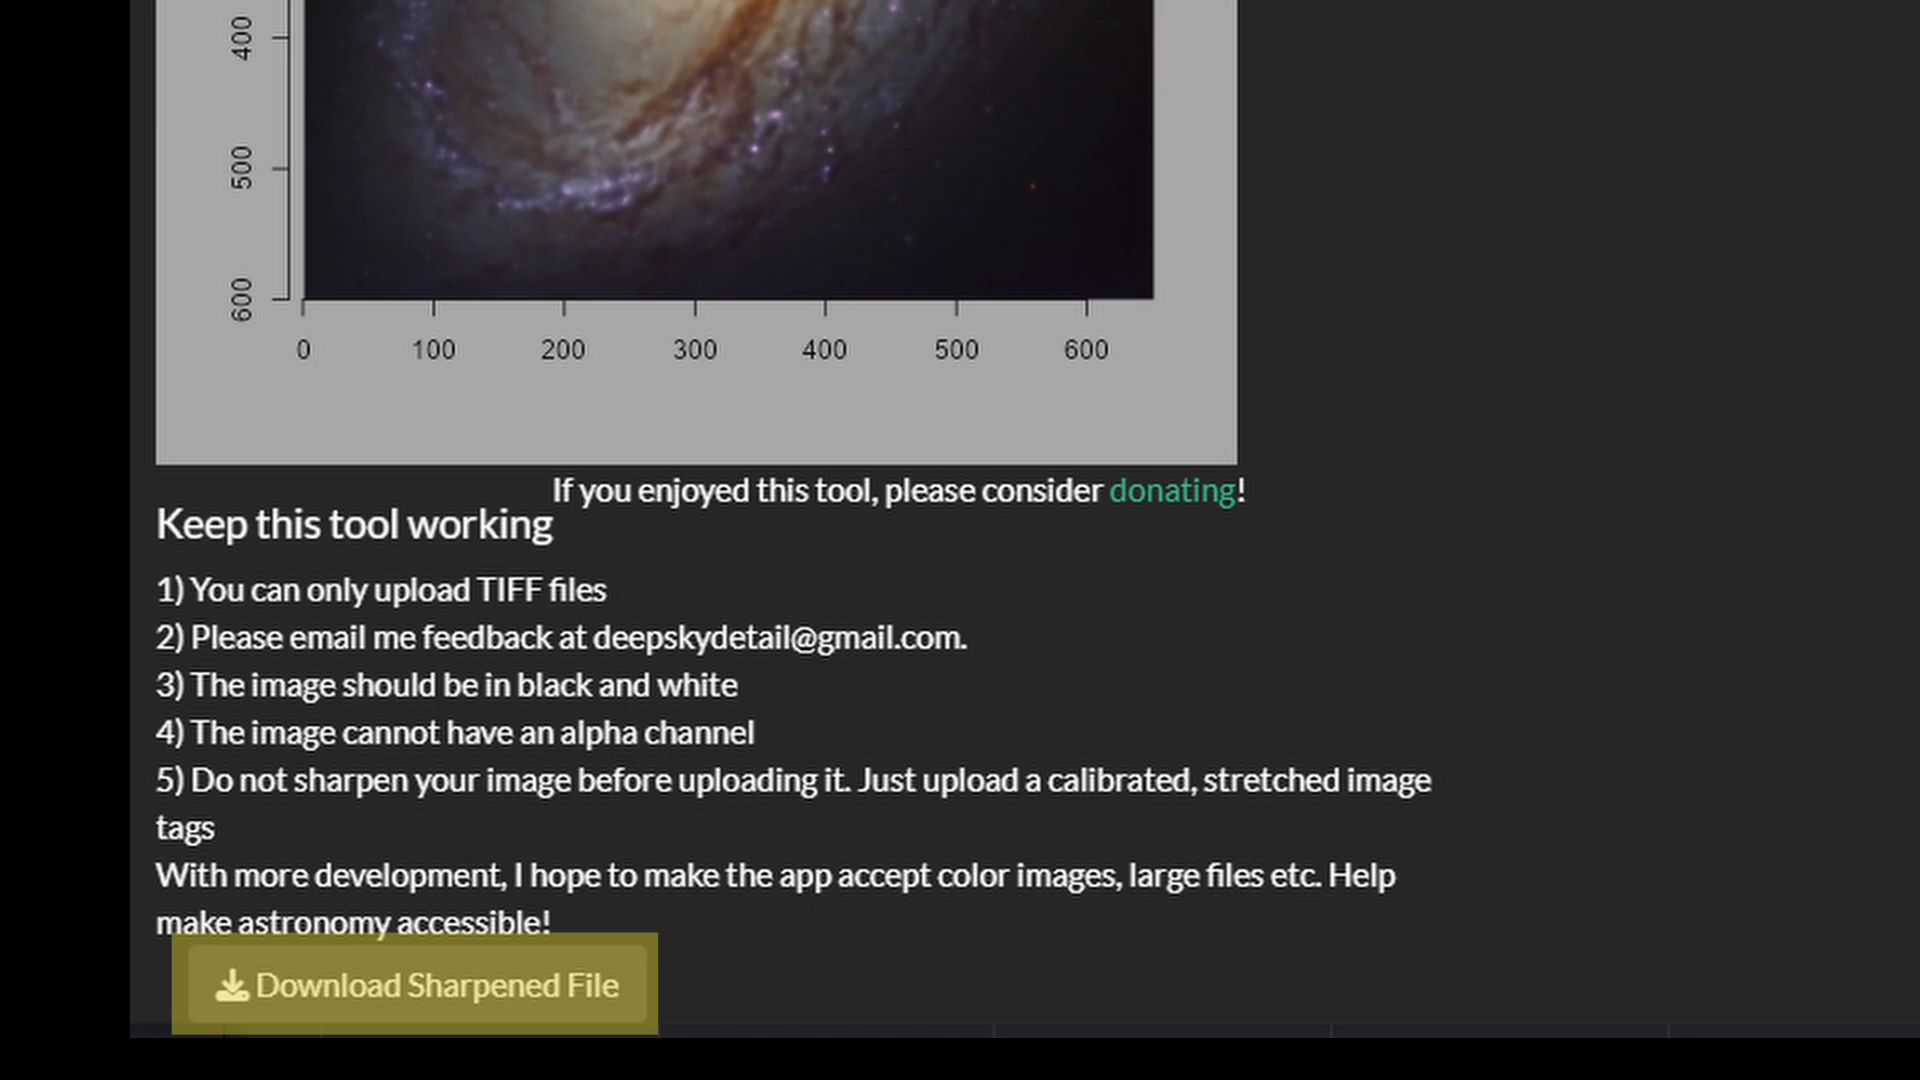 400
500
600
0 100 200 300 400 500 600
If you enjoyed this tool, please consider donating!
Keep this tool working
1) You can only upload TIFF files
2) Please email me feedback at deepskydetail@gmail.com.
3) The image should be in black and white
4) The image cannot have an alpha channel
5) Do not sharpen your image before uploading it. Just upload a calibrated, stretched image
tags
With more development, I hope to make the app accept color images, large files etc. Help
make astronomy accessible!
Download Sharpened File